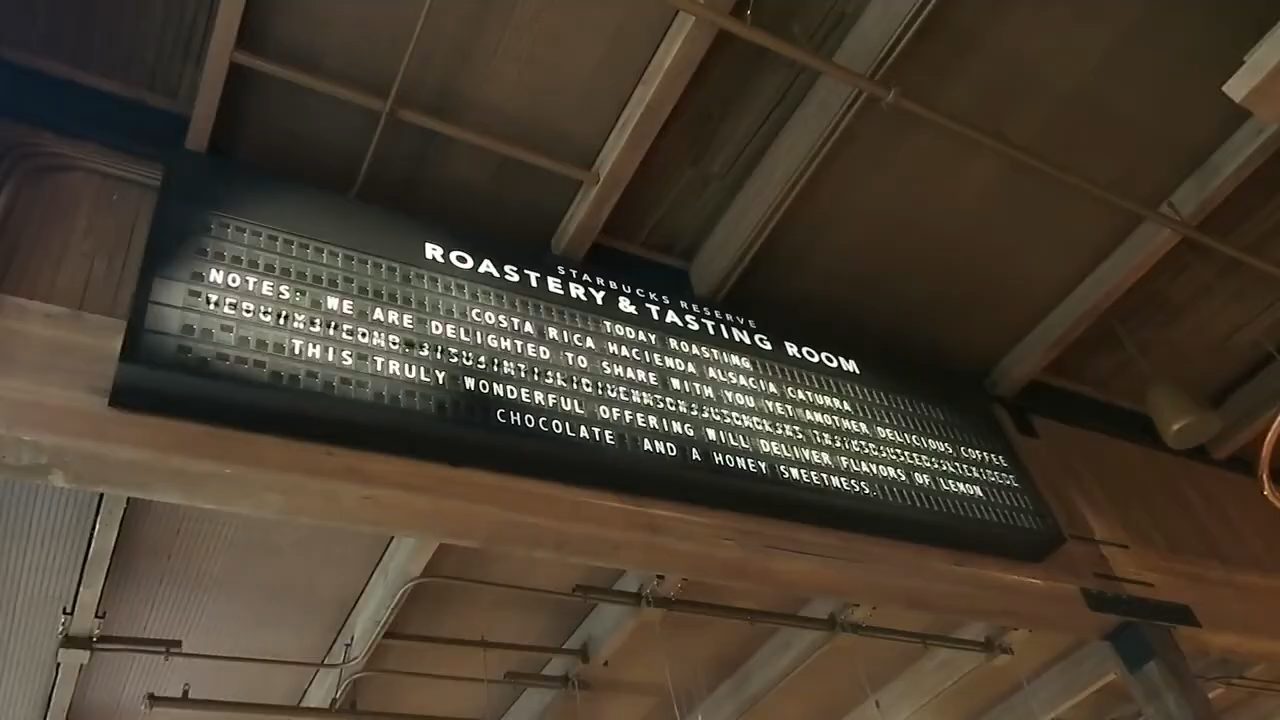 STARBUCKS RESERVE
ROASTERY & TASTING ROOM
TODAY ROASTING
COSTA RICA HACIENDA ALSACIA CATURRA
NOTES: WE ARE DELIGHTED TO SHARE WITH YOU YET ANOTHER DELICIOUS COFFEE
THIS TRULY WONDERFUL OFFERING WILL DELIVER FLAVORS OF LEMON
CHOCOLATE AND A HONEY SWEETNESS.